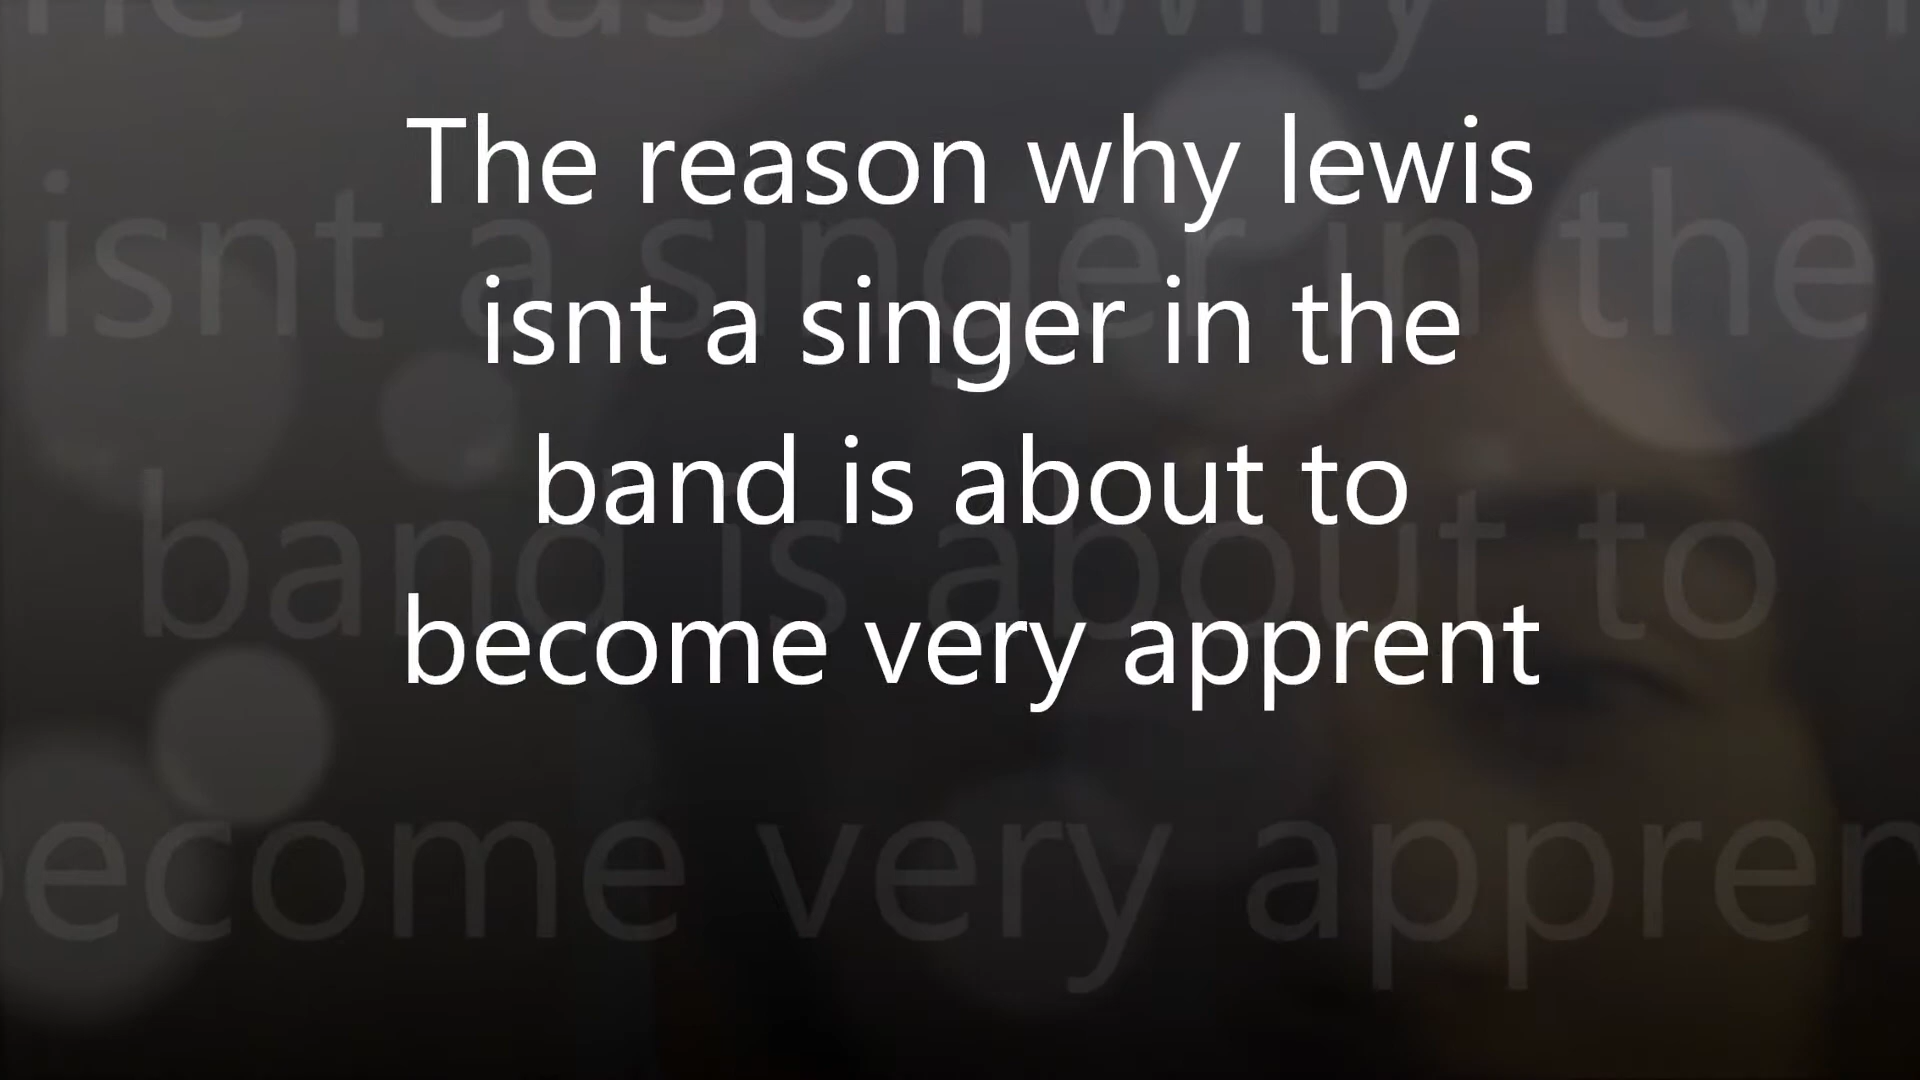 The reason why lewis
isnt a singer in the
band is about to
become very apprent